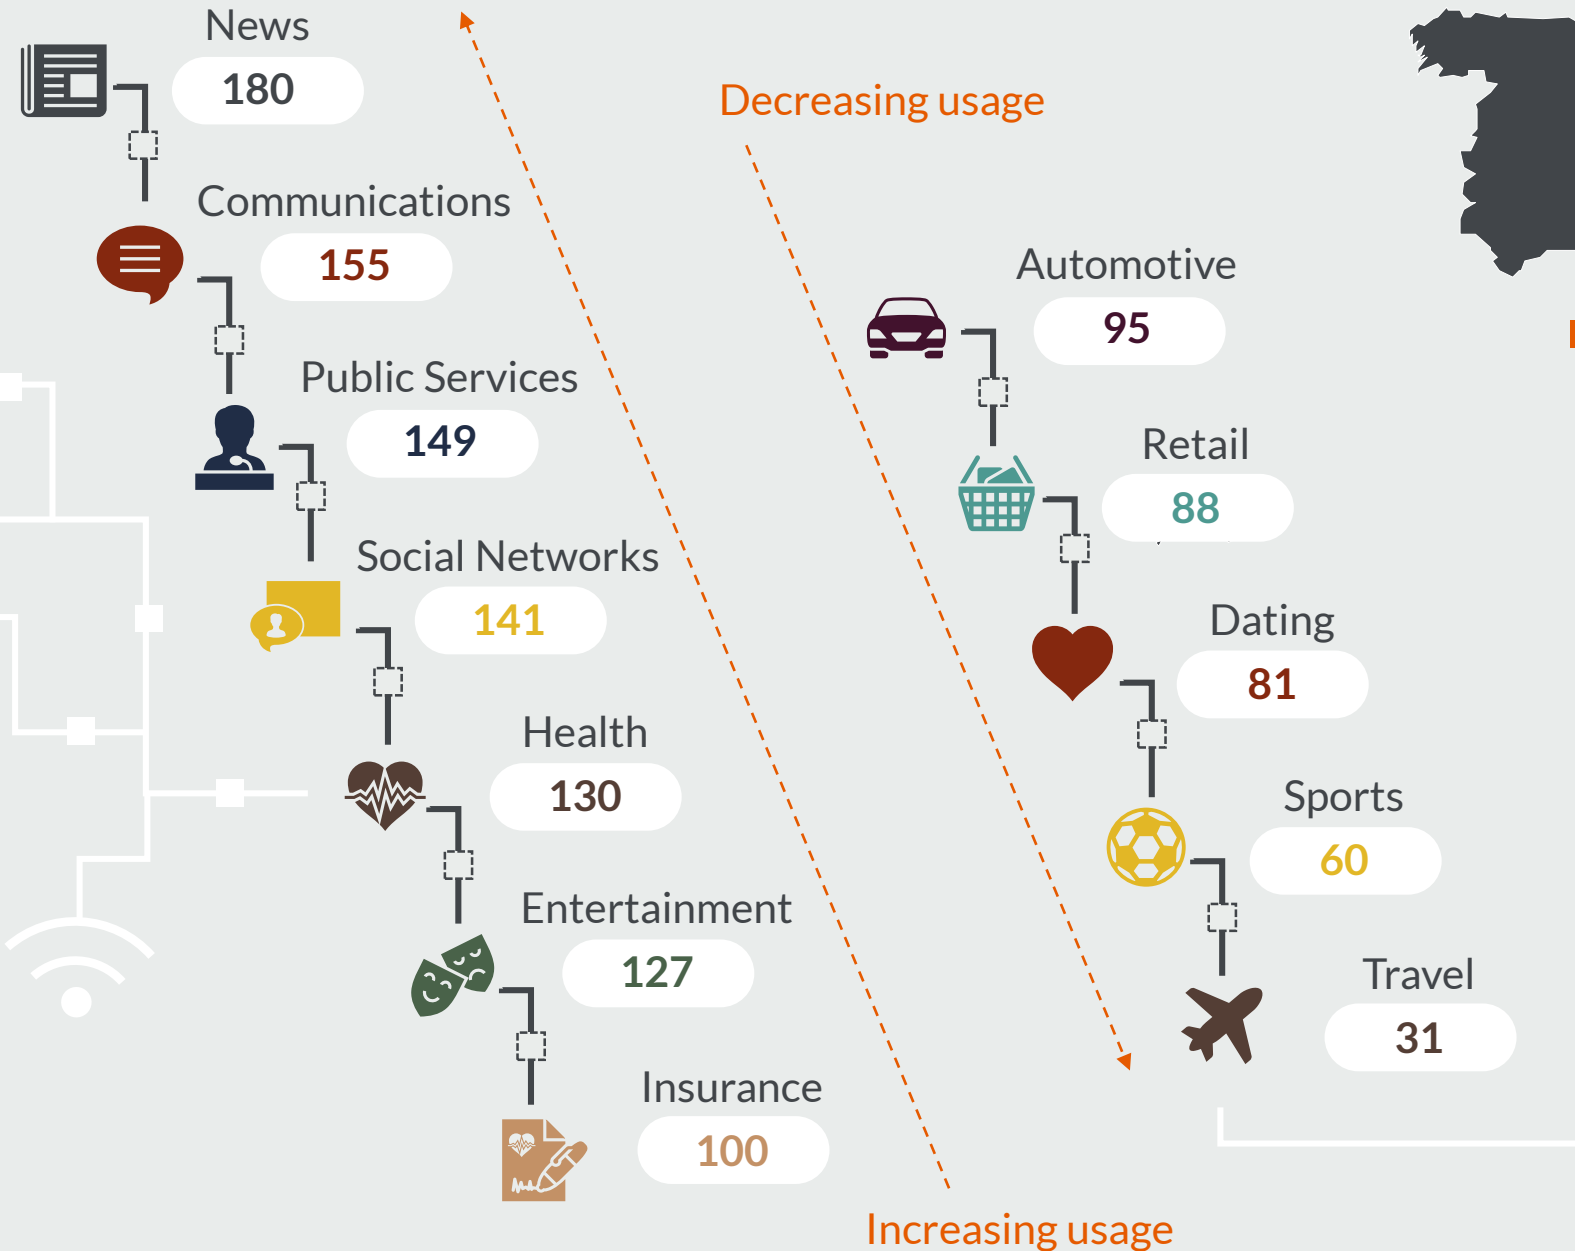 News
180
Communications
155
Public Services
149
Social Networks
141
Health
130
Entertainment
127
Insurance
100
Decreasing usage
Automotive
95
Retail
88
Dating
81
Sports
60
Travel
31
Increasing usage